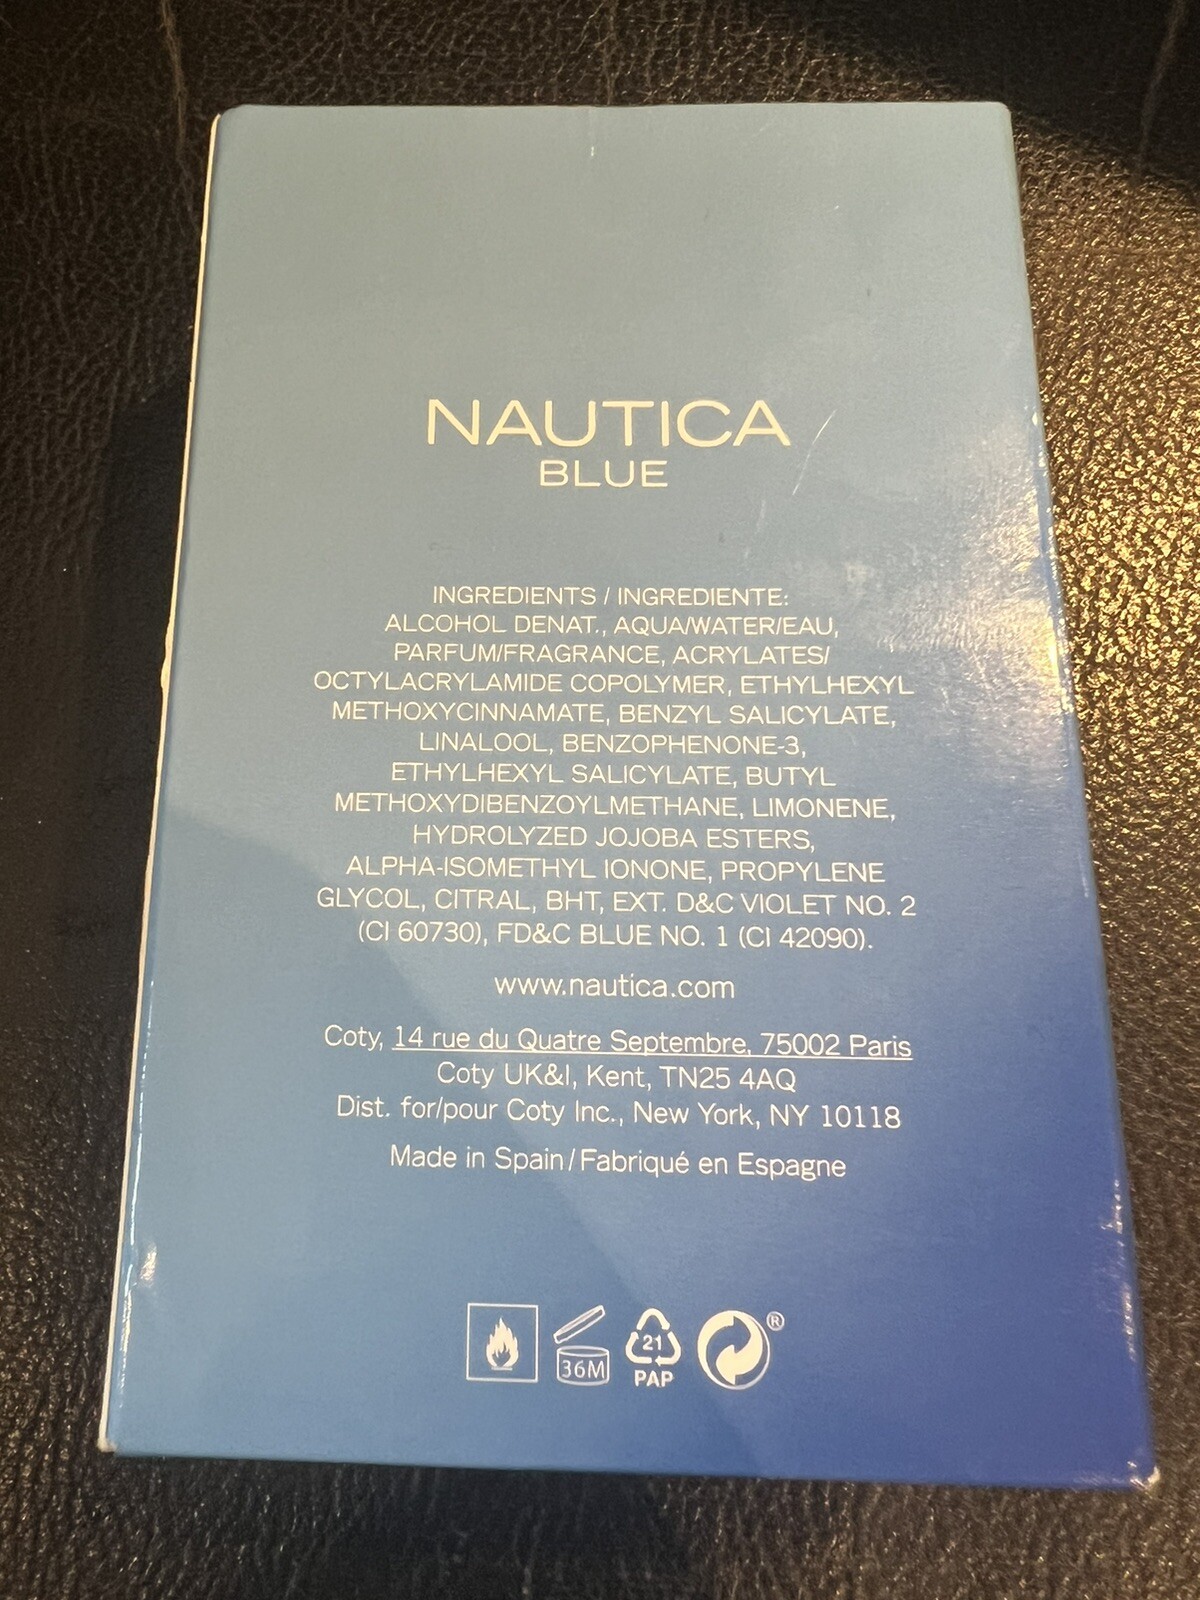 NAUTICA
BLUE
INGREDIENTS / INGREDIENTE:
ALCOHOL DENAT., AQUA/WATER/EAU,
PARFUM/FRAGRANCE, ACRYLATES/
OCTYLACRYLAMIDE COPOLYMER, ETHYLHEXYL
METHOXYCINNAMATE, BENZYL SALICYLATE,
LINALOOL, BENZOPHENONE-3,
ETHYLHEXYL SALICYLATE, BUTYL
METHOXYDIBENZOYLMETHANE, LIMONENE,
HYDROLYZED JOJOBA ESTERS,
ALPHA-ISOMETHYL IONONE, PROPYLENE
GLYCOL, CITRAL, BHT, EXT. D&C VIOLET NO. 2
(CI 60730), FD&C BLUE NO. 1 (CI 42090).
www.nautica.com
Coty, 14 rue du Quatre Septembre, 75002 Paris
Coty UK&I, Kent, TN25 4AQ
Dist. for/pour Coty Inc., New York, NY 10118
Made in Spain/Fabriqué en Espagne
36M
21
PAP
®